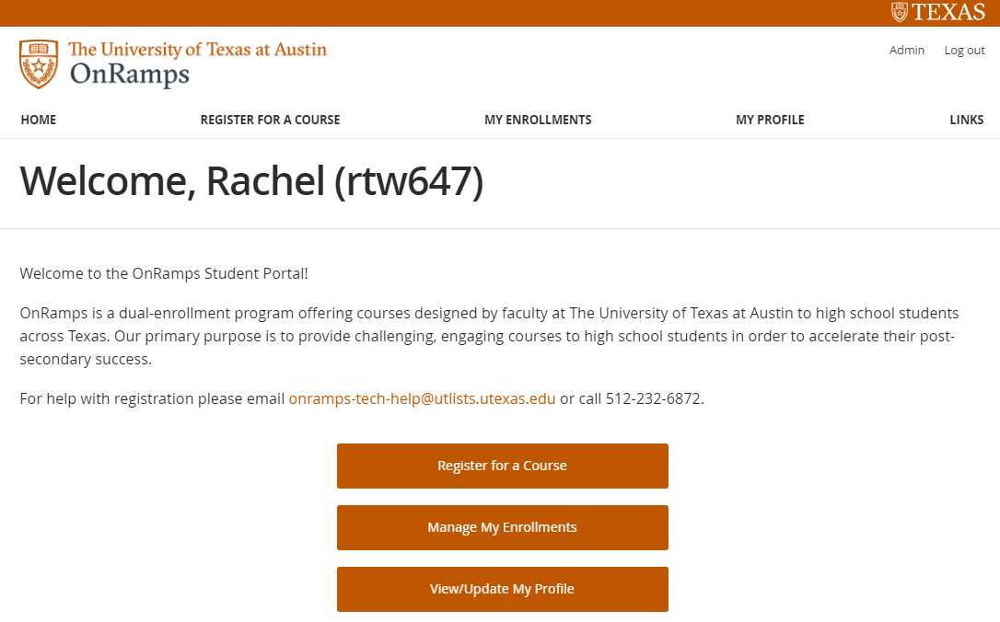 TEXAS
The University of Texas at Austin
OnRamps
Admin Log out
HOME REGISTER FOR A COURSE MY ENROLLMENTS MY PROFILE LINKS
Welcome, Rachel (rtw647)
Welcome to the OnRamps Student Portal!
OnRamps is a dual-enrollment program offering courses designed by faculty at The University of Texas at Austin to high school students
across Texas. Our primary purpose is to provide challenging, engaging courses to high school students in order to accelerate their post-
secondary success.
For help with registration please email onramps-tech-help@utlists.utexas.edu or call 512-232-6872.
Register for a Course
Manage My Enrollments
View/Update My Profile